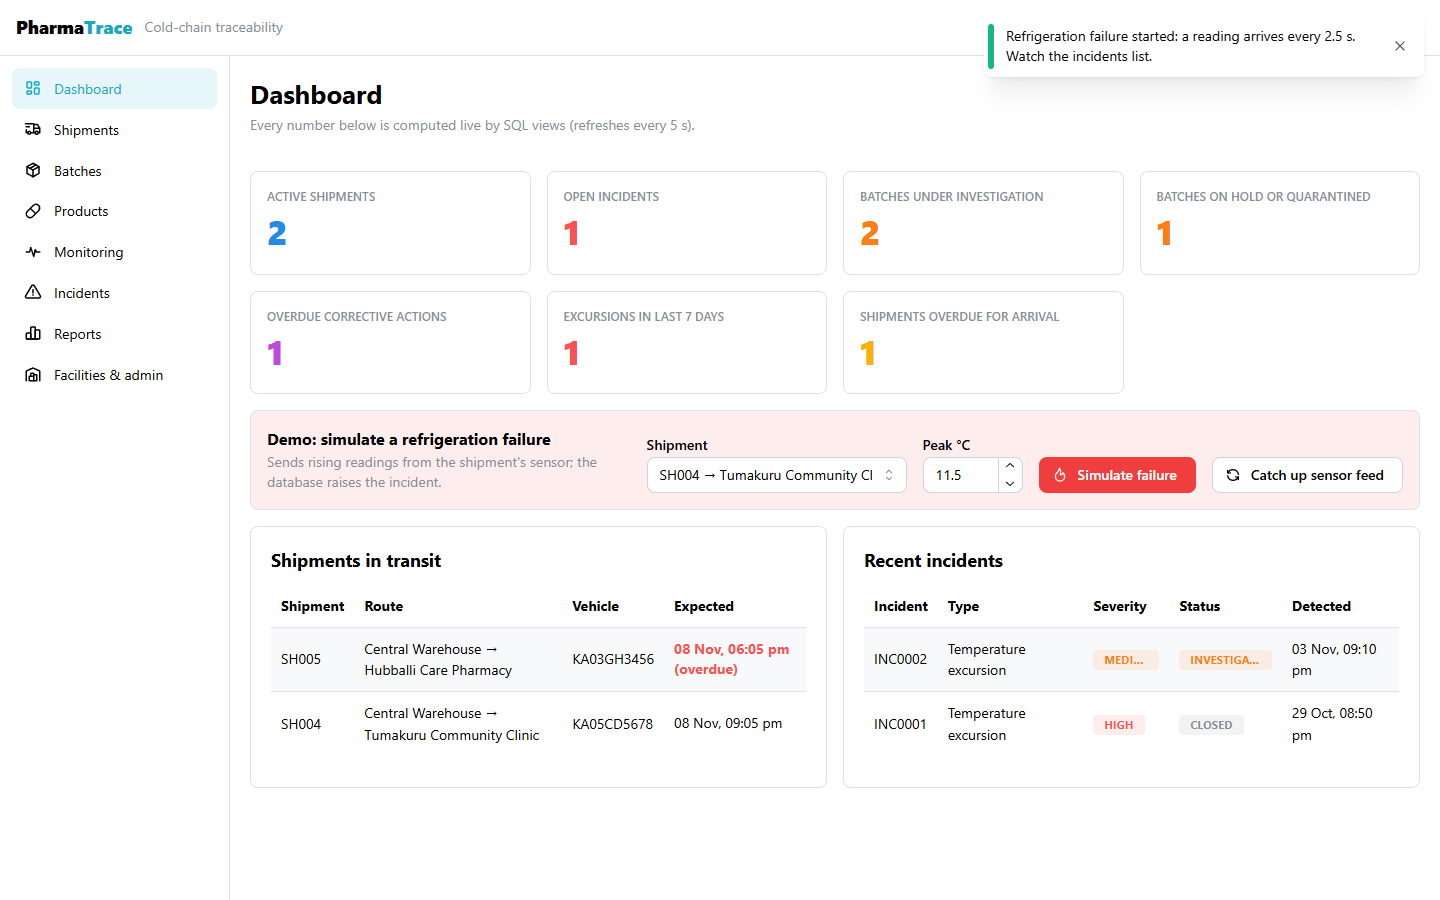 PharmaTrace Cold-chain traceability
Refrigeration failure started: a reading arrives every 2.5 s.
Watch the incidents list.
Dashboard
Shipments
Batches
Products
Monitoring
Incidents
Reports
Facilities & admin
Dashboard
Every number below is computed live by SQL views (refreshes every 5 s).
ACTIVE SHIPMENTS
2
OPEN INCIDENTS
1
BATCHES UNDER INVESTIGATION
2
BATCHES ON HOLD OR QUARANTINED
1
OVERDUE CORRECTIVE ACTIONS
1
EXCURSIONS IN LAST 7 DAYS
1
SHIPMENTS OVERDUE FOR ARRIVAL
1
Demo: simulate a refrigeration failure
Sends rising readings from the shipment's sensor; the
database raises the incident.
Shipment
SH004 → Tumakuru Community Cl
Peak °C
11.5
Simulate failure
Catch up sensor feed
Shipments in transit
Shipment Route Vehicle Expected
SH005 Central Warehouse → Hubballi Care Pharmacy KA03GH3456 08 Nov, 06:05 pm (overdue)
SH004 Central Warehouse → Tumakuru Community Clinic KA05CD5678 08 Nov, 09:05 pm
Recent incidents
Incident Type Severity Status Detected
INC0002 Temperature excursion MEDI... INVESTIGA... 03 Nov, 09:10 pm
INC0001 Temperature excursion HIGH CLOSED 29 Oct, 08:50 pm